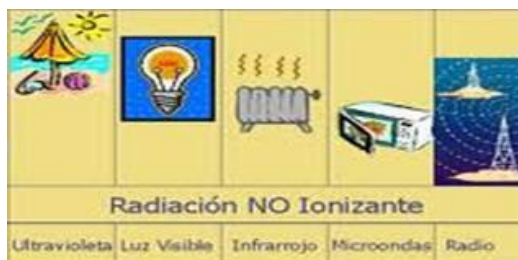 Radiación NO Ionizante
Ultravioleta Luz Visible Infrarrojo Microondas Radio